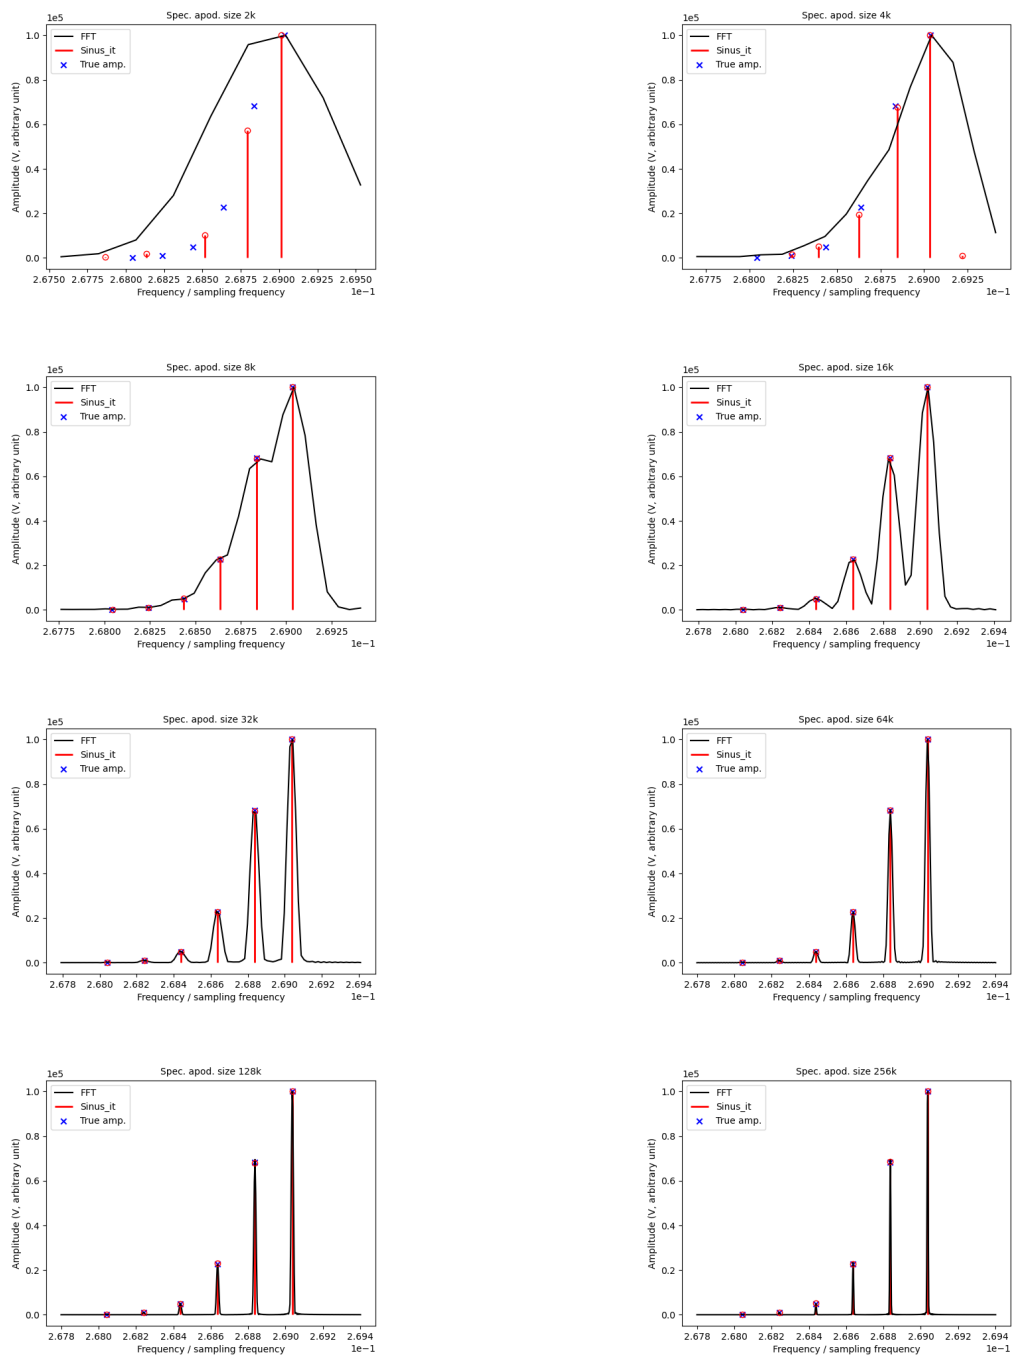 Spec. apod. size 2k
1e5
FFT
Sinus_it
True amp.
Amplitude (V, arbitrary unit)
1.0
0.8
0.6
0.4
0.2
0.0
2.6750 2.6800 2.6825 2.6850 2.6875 2.6900 2.6925 2.6950
Frequency / sampling frequency
1e−1
Spec. apod. size 4k
1e5
FFT
Sinus_it
True amp.
Amplitude (V, arbitrary unit)
1.0
0.8
0.6
0.4
0.2
0.0
2.6775 2.6800 2.6825 2.6850 2.6875 2.6900 2.6925
Frequency / sampling frequency
1e−1
Spec. apod. size 8k
1e5
FFT
Sinus_it
True amp.
Amplitude (V, arbitrary unit)
1.0
0.8
0.6
0.4
0.2
0.0
2.6775 2.6800 2.6825 2.6850 2.6875 2.6900 2.6925
Frequency / sampling frequency
1e−1
Spec. apod. size 16k
1e5
FFT
Sinus_it
True amp.
Amplitude (V, arbitrary unit)
1.0
0.8
0.6
0.4
0.2
0.0
2.678 2.680 2.682 2.684 2.686 2.688 2.690 2.692 2.694
Frequency / sampling frequency
1e−1
Spec. apod. size 32k
1e5
FFT
Sinus_it
True amp.
Amplitude (V, arbitrary unit)
1.0
0.8
0.6
0.4
0.2
0.0
2.678 2.680 2.682 2.684 2.686 2.688 2.690 2.692 2.694
Frequency / sampling frequency
1e−1
Spec. apod. size 64k
1e5
FFT
Sinus_it
True amp.
Amplitude (V, arbitrary unit)
1.0
0.8
0.6
0.4
0.2
0.0
2.678 2.680 2.682 2.684 2.686 2.688 2.690 2.692 2.694
Frequency / sampling frequency
1e−1
Spec. apod. size 128k
1e5
FFT
Sinus_it
True amp.
Amplitude (V, arbitrary unit)
1.0
0.8
0.6
0.4
0.2
0.0
2.678 2.680 2.682 2.684 2.686 2.688 2.690 2.692 2.694
Frequency / sampling frequency
1e−1
Spec. apod. size 256k
1e5
FFT
Sinus_it
True amp.
Amplitude (V, arbitrary unit)
1.0
0.8
0.6
0.4
0.2
0.0
2.678 2.680 2.682 2.684 2.686 2.688 2.690 2.692 2.694
Frequency / sampling frequency
1e−1